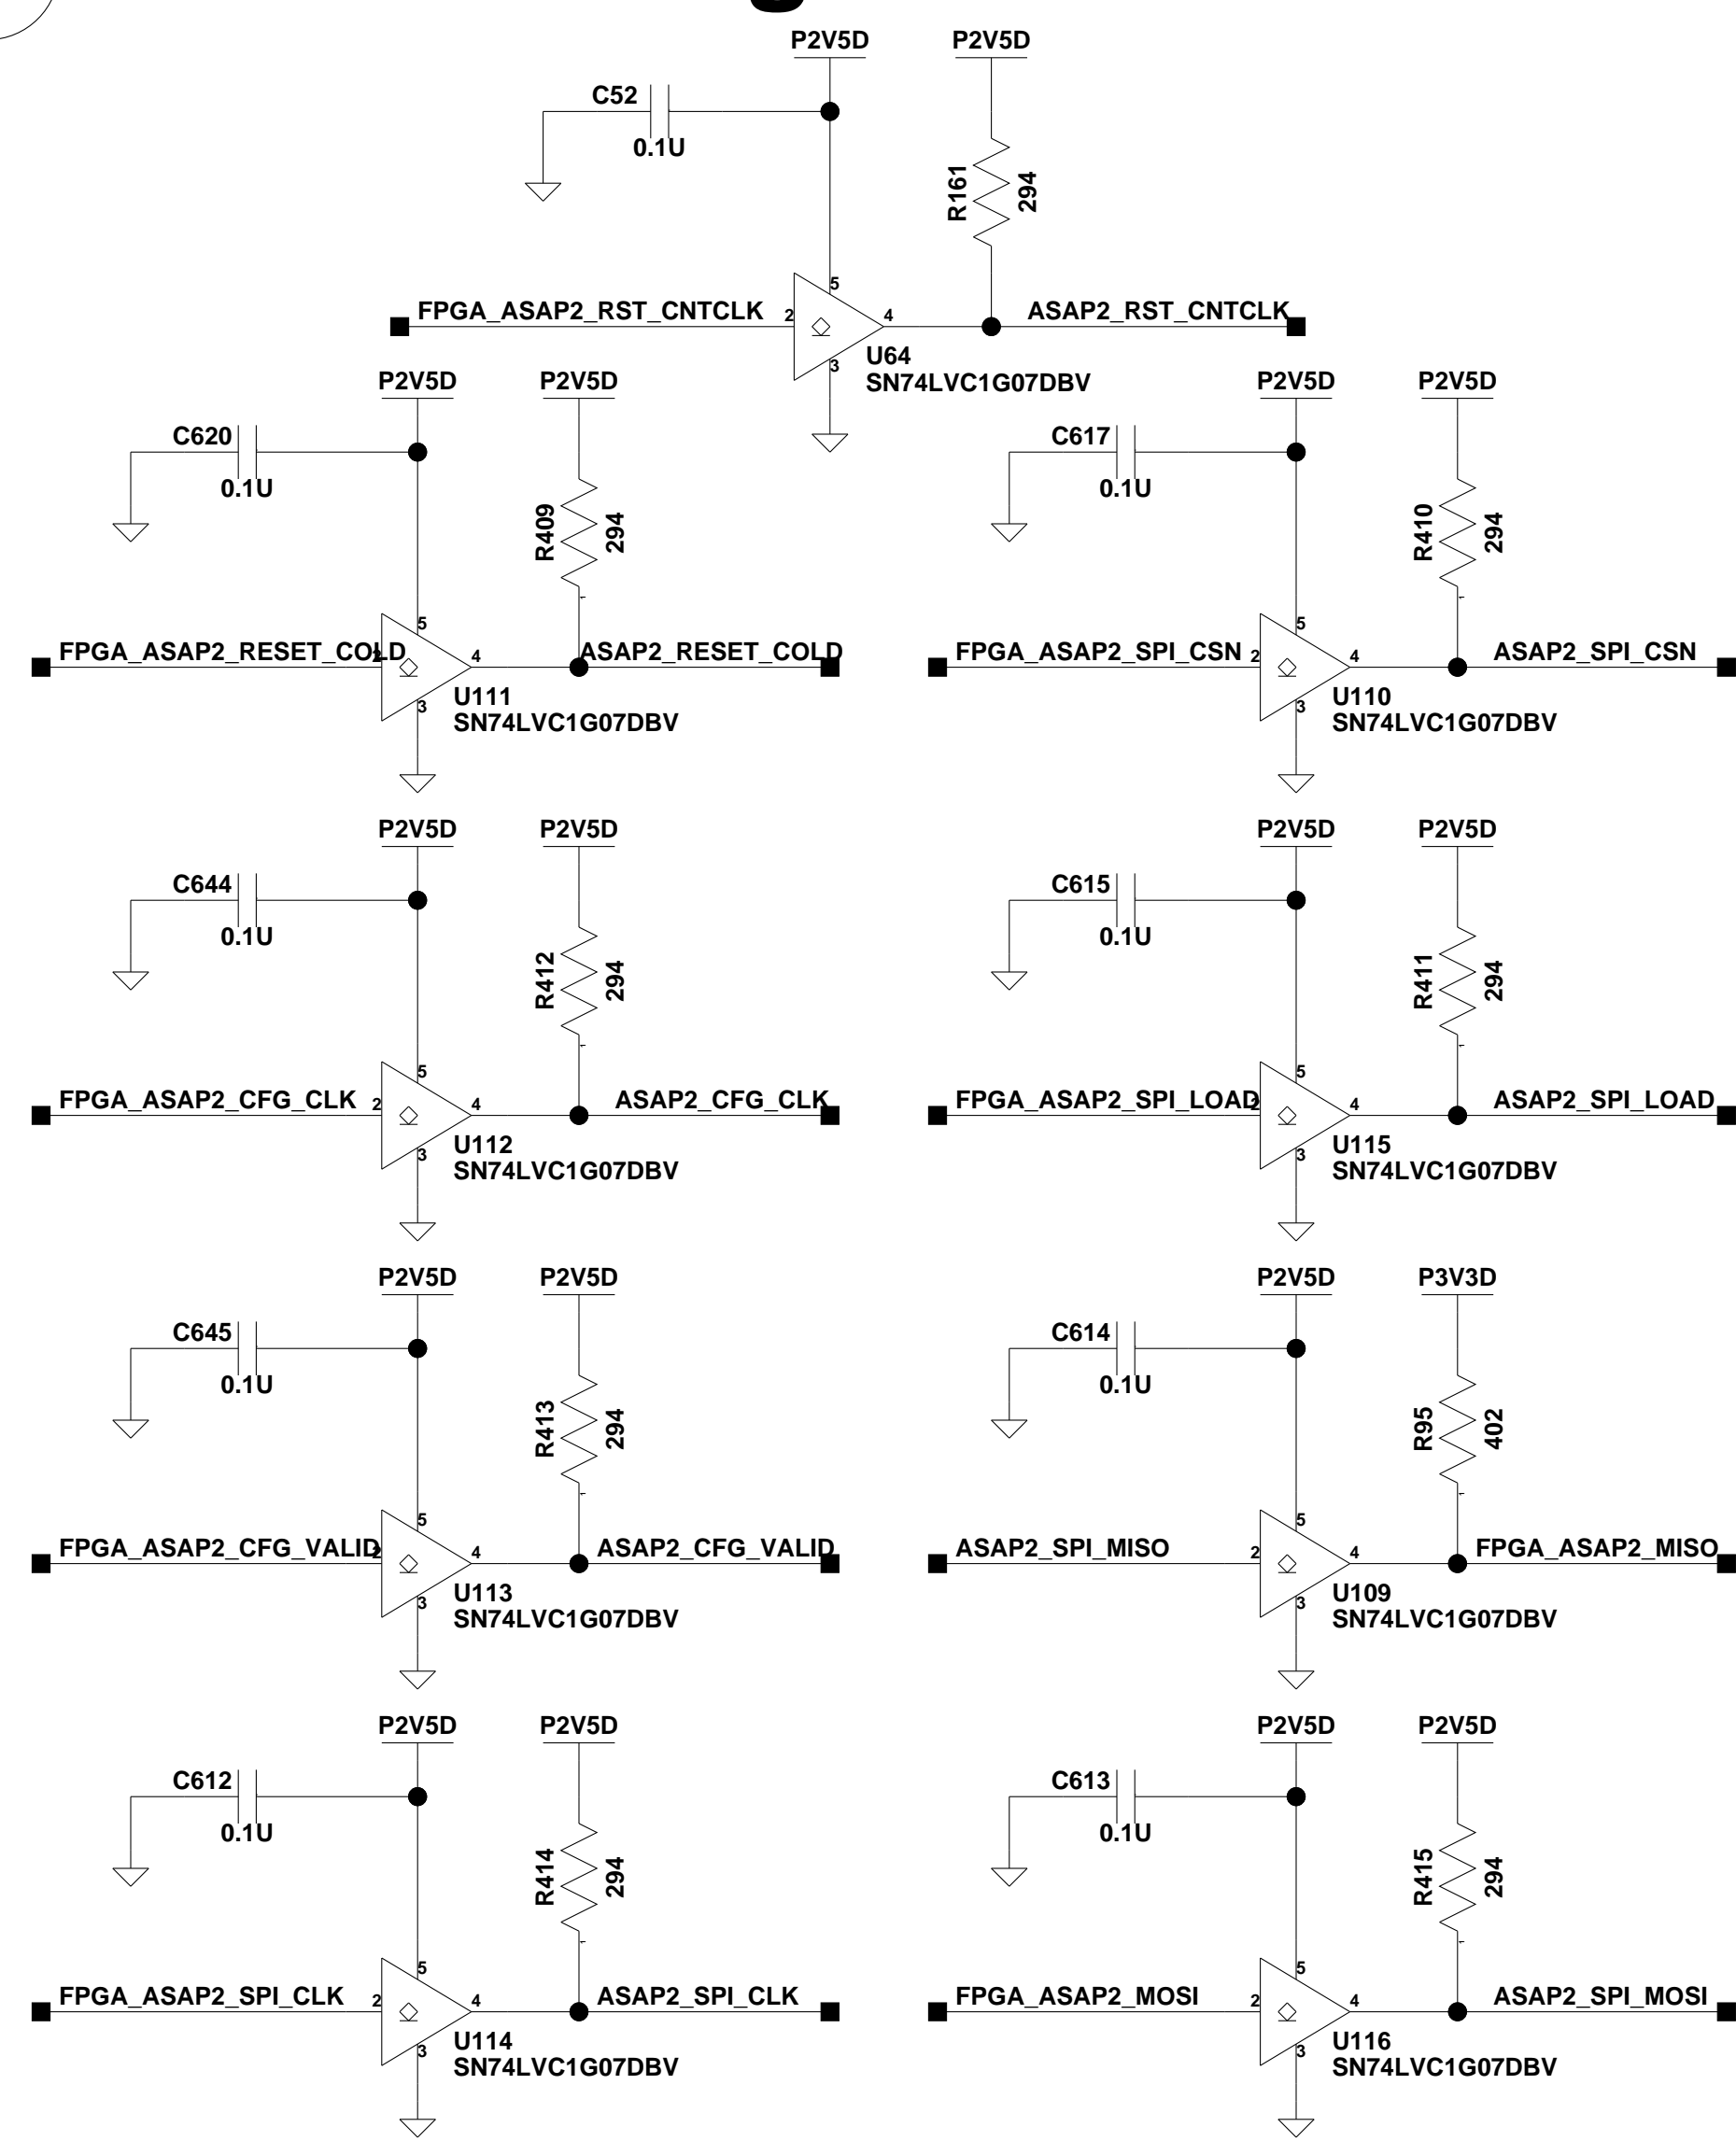 P2V5D P2V5D
C52
0.1U
R161
294
5
FPGA_ASAP2_RST_CNTCLK 2 4 ASAP2_RST_CNTCLK
3
U64
SN74LVC1G07DBV
P2V5D P2V5D P2V5D P2V5D
C620 C617
0.1U 0.1U
R409 294 R410 294
5 5
FPGA_ASAP2_RESET_COLD 2 4 ASAP2_RESET_COLD FPGA_ASAP2_SPI_CSN 2 4 ASAP2_SPI_CSN
3 U111 3 U110
SN74LVC1G07DBV SN74LVC1G07DBV
P2V5D P2V5D P2V5D P2V5D
C644 C615
0.1U 0.1U
R412 294 R411 294
5 5
FPGA_ASAP2_CFG_CLK 2 4 ASAP2_CFG_CLK FPGA_ASAP2_SPI_LOAD 2 4 ASAP2_SPI_LOAD
3 U112 3 U115
SN74LVC1G07DBV SN74LVC1G07DBV
P2V5D P2V5D P2V5D P3V3D
C645 C614
0.1U 0.1U
R413 294 R95 402
5 5
FPGA_ASAP2_CFG_VALID 2 4 ASAP2_CFG_VALID ASAP2_SPI_MISO 2 4 FPGA_ASAP2_MISO
3 U113 3 U109
SN74LVC1G07DBV SN74LVC1G07DBV
P2V5D P2V5D P2V5D P2V5D
C612 C613
0.1U 0.1U
R414 294 R415 294
5 5
FPGA_ASAP2_SPI_CLK 2 4 ASAP2_SPI_CLK FPGA_ASAP2_MOSI 2 4 ASAP2_SPI_MOSI
3 U114 3 U116
SN74LVC1G07DBV SN74LVC1G07DBV